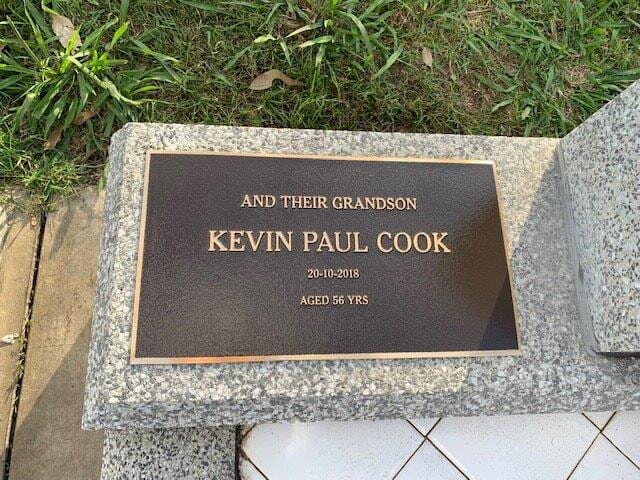 AND THEIR GRANDSON
KEVIN PAUL COOK
20-10-2018
AGED 56 YRS